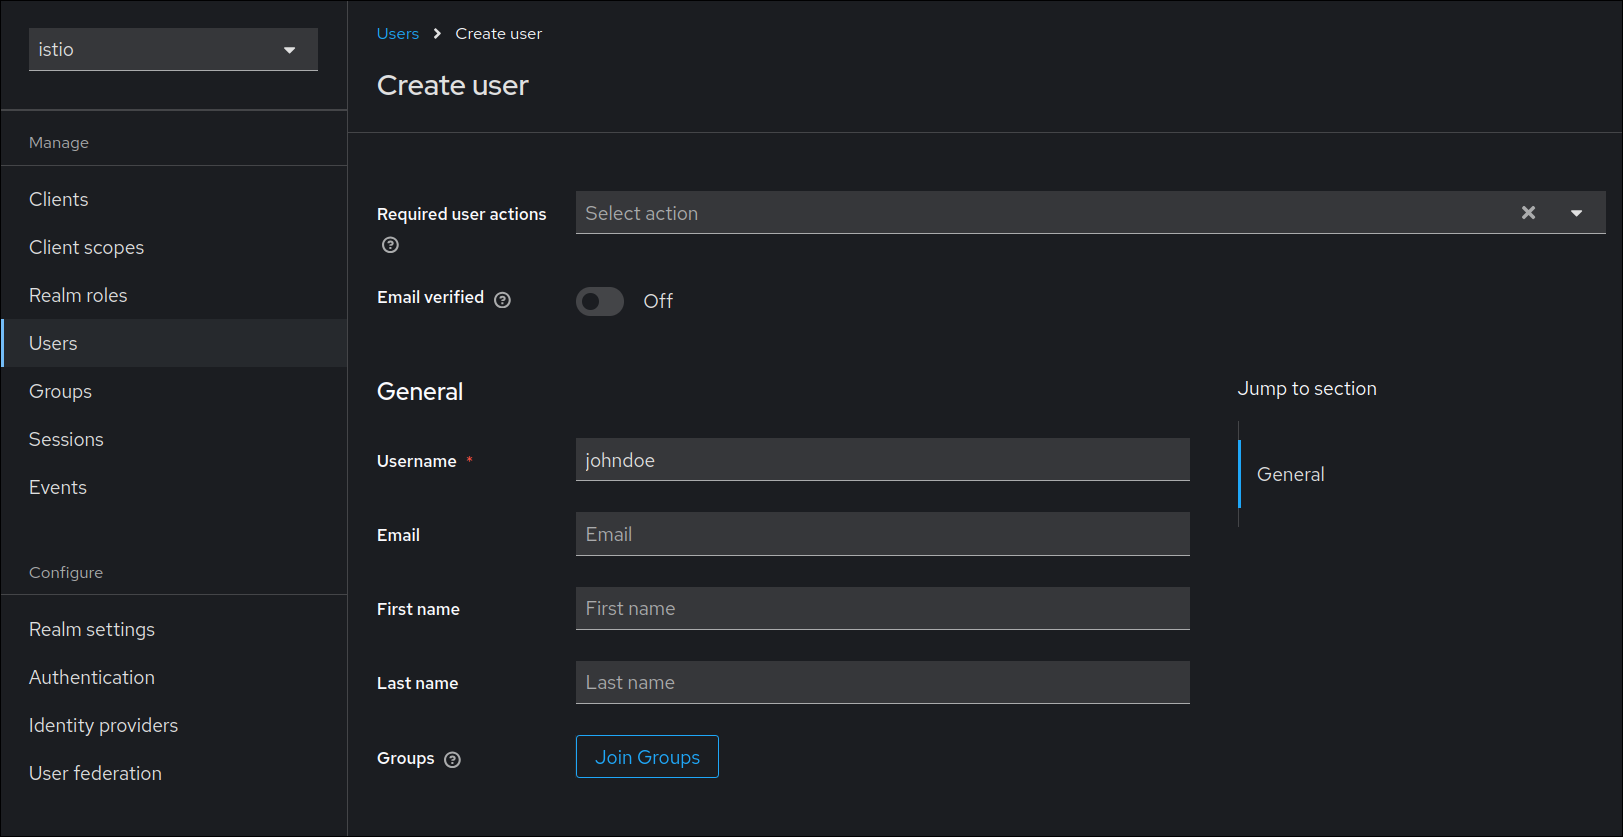 istio
Manage
Clients
Client scopes
Realm roles
Users
Groups
Sessions
Events
Configure
Realm settings
Authentication
Identity providers
User federation
Users > Create user
Create user
Required user actions
Select action
Email verified
Off
General
Username *
johndoe
Email
Email
First name
First name
Last name
Last name
Groups
Join Groups
Jump to section
General